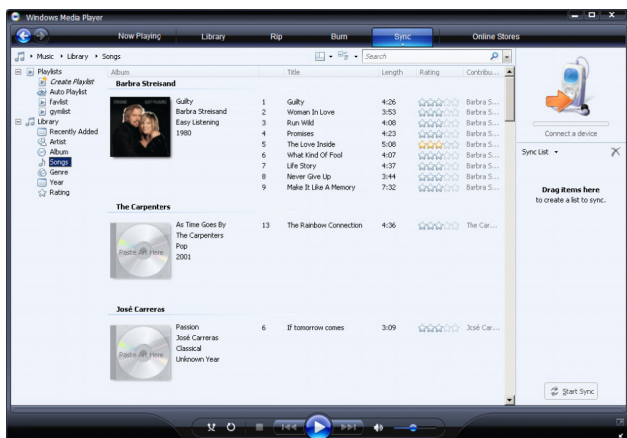 Windows Media Player
Now Playing Library Rip Burn Sync Online Stores
Music Library Songs Search
Playlists
Create Playlist
Auto Playlist
favlist
gymlist
Library
Recently Added
Artist
Album
Songs
Genre
Year
Rating
Album Title Length Rating Contribu...
Barbra Streisand
Guilty 1 Guilty 4:26 Barbra S...
Barbra Streisand 2 Woman In Love 3:53 Barbra S...
Easy Listening 3 Run Wild 4:08 Barbra S...
1980 4 Promises 4:23 Barbra S...
5 The Love Inside 5:08 Barbra S...
6 What Kind Of Fool 4:07 Barbra S...
7 Life Story 4:37 Barbra S...
8 Never Give Up 3:44 Barbra S...
9 Make It Like A Memory 7:32 Barbra S...
The Carpenters
As Time Goes By 13 The Rainbow Connection 4:36 The Car...
The Carpenters
Pop
2001
Paste Art Here
José Carreras
Passion 6 If tomorrow comes 3:09 José Car...
José Carreras
Classical
Unknown Year
Paste Art Here
Connect a device
Sync List
Drag items here
to create a list to sync.
Start Sync